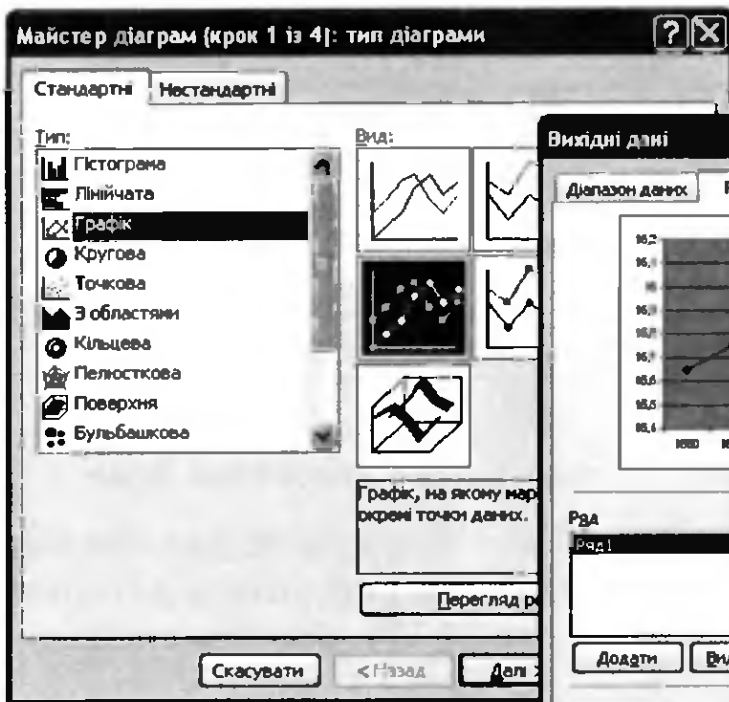 Майстер діаграм (крок 1 із 4): тип діаграми
Стандартні
Нестандартні
Тип:
Гістограма
Лінійчата
Графік
Кругова
Точкова
З областями
Кільцева
Пелюсткова
Поверхня
Бульбашкова
Вид:
Графік, на якому
окремі точки даних.
Перегляд
Скасувати
< Назад
Далі >
Вихідні дані
Діапазон даних
16,2
Ряд
Ряд1
Додати